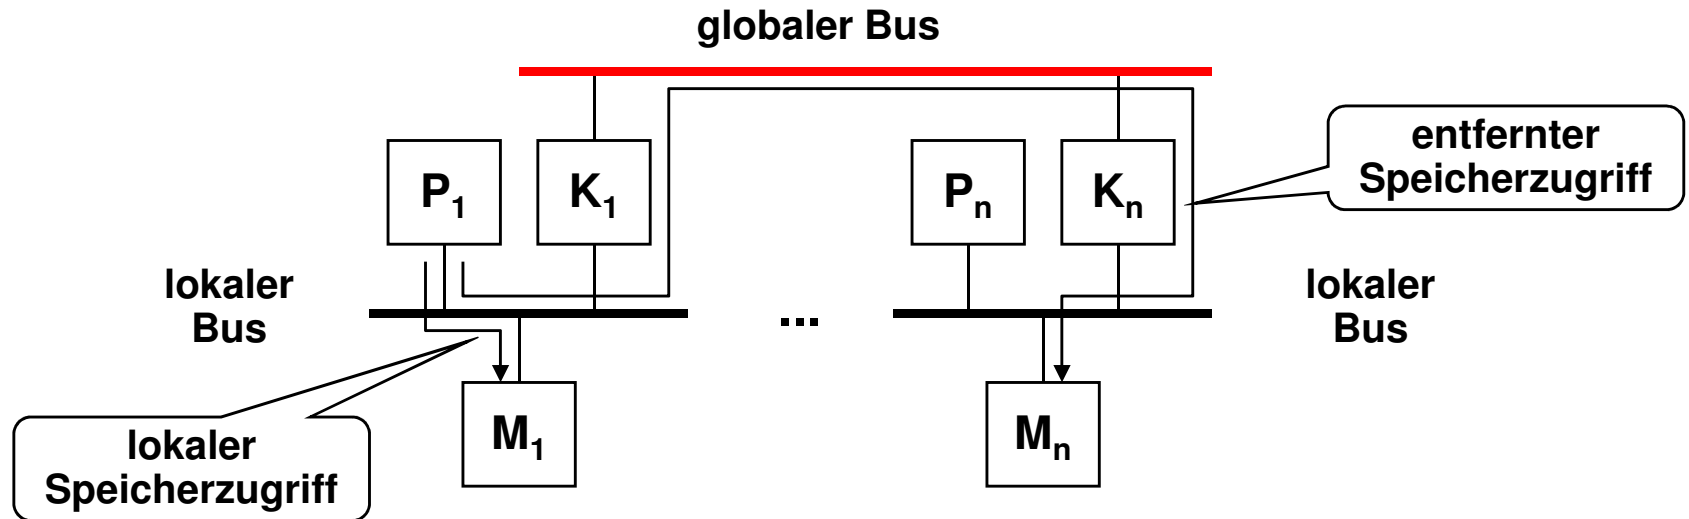 globaler Bus
P1
K1
Pn
Kn
entfernter
Speicherzugriff
lokaler
Bus
...
lokaler
Bus
M1
Mn
lokaler
Speicherzugriff